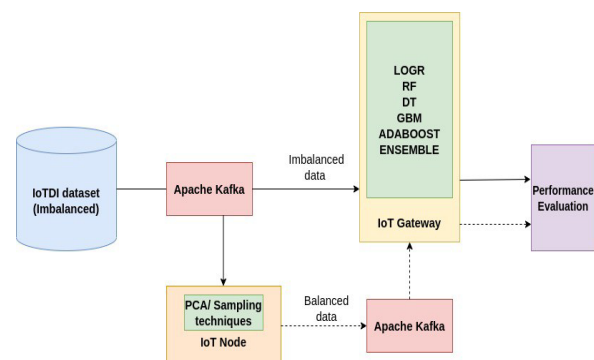 LOGR
RF
DT
GBM
ADABOOST
ENSEMBLE
IoT Gateway
IoTDI dataset
(Imbalanced)
Apache Kafka
Imbalanced
data
Performance
Evaluation
PCA/ Sampling
techniques
IoT Node
Balanced
data
Apache Kafka